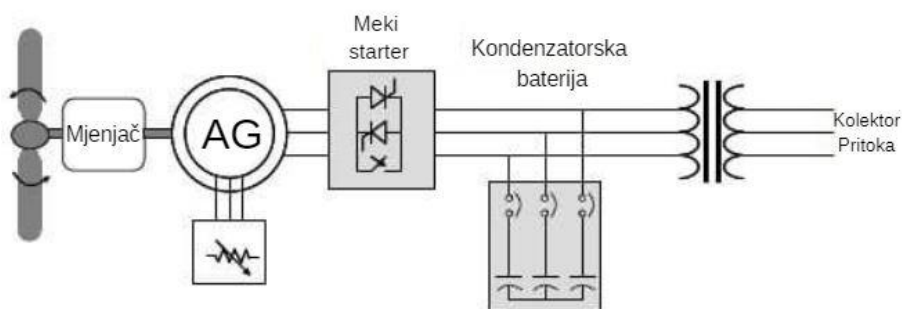 Meki
starter
Kondenzatorska
baterija
Mjenjač
AG
Kolektor
Pritoka